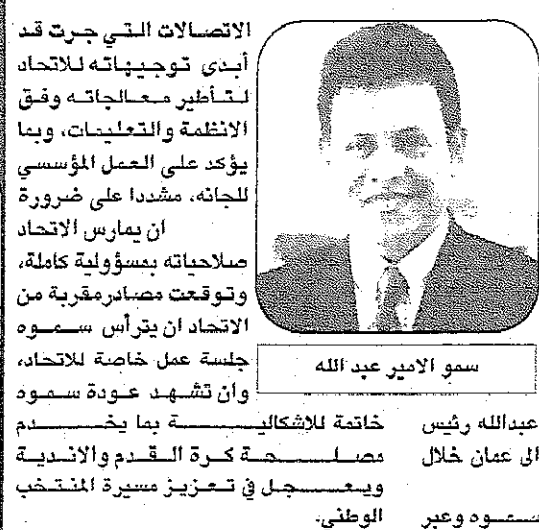 الاتصالات التي جرت قد
أبدى توجيهاته للاتحاد
لتأطير معالجاته وفق
الانظمة والتعليمات، وبما
يؤكد على العمل المؤسسي
للجانه، مشددا على ضرورة
ان يمارس الاتحاد
صلاحياته بمسؤولية كاملة،
وتوقعت مصادر مقربة من
الاتحاد ان يترأس سموه
جلسة عمل خاصة للاتحاد،
وان تشهد عودة سموه
خاتمة للاشكالية بما يخدم
مصلحة كرة القدم والاندية
ويعجل في تعزيز مسيرة المنتخب
الوطني.
سمو الامير عبد الله
عبدالله رئيس
الى عمان خلال
سموه وعبر